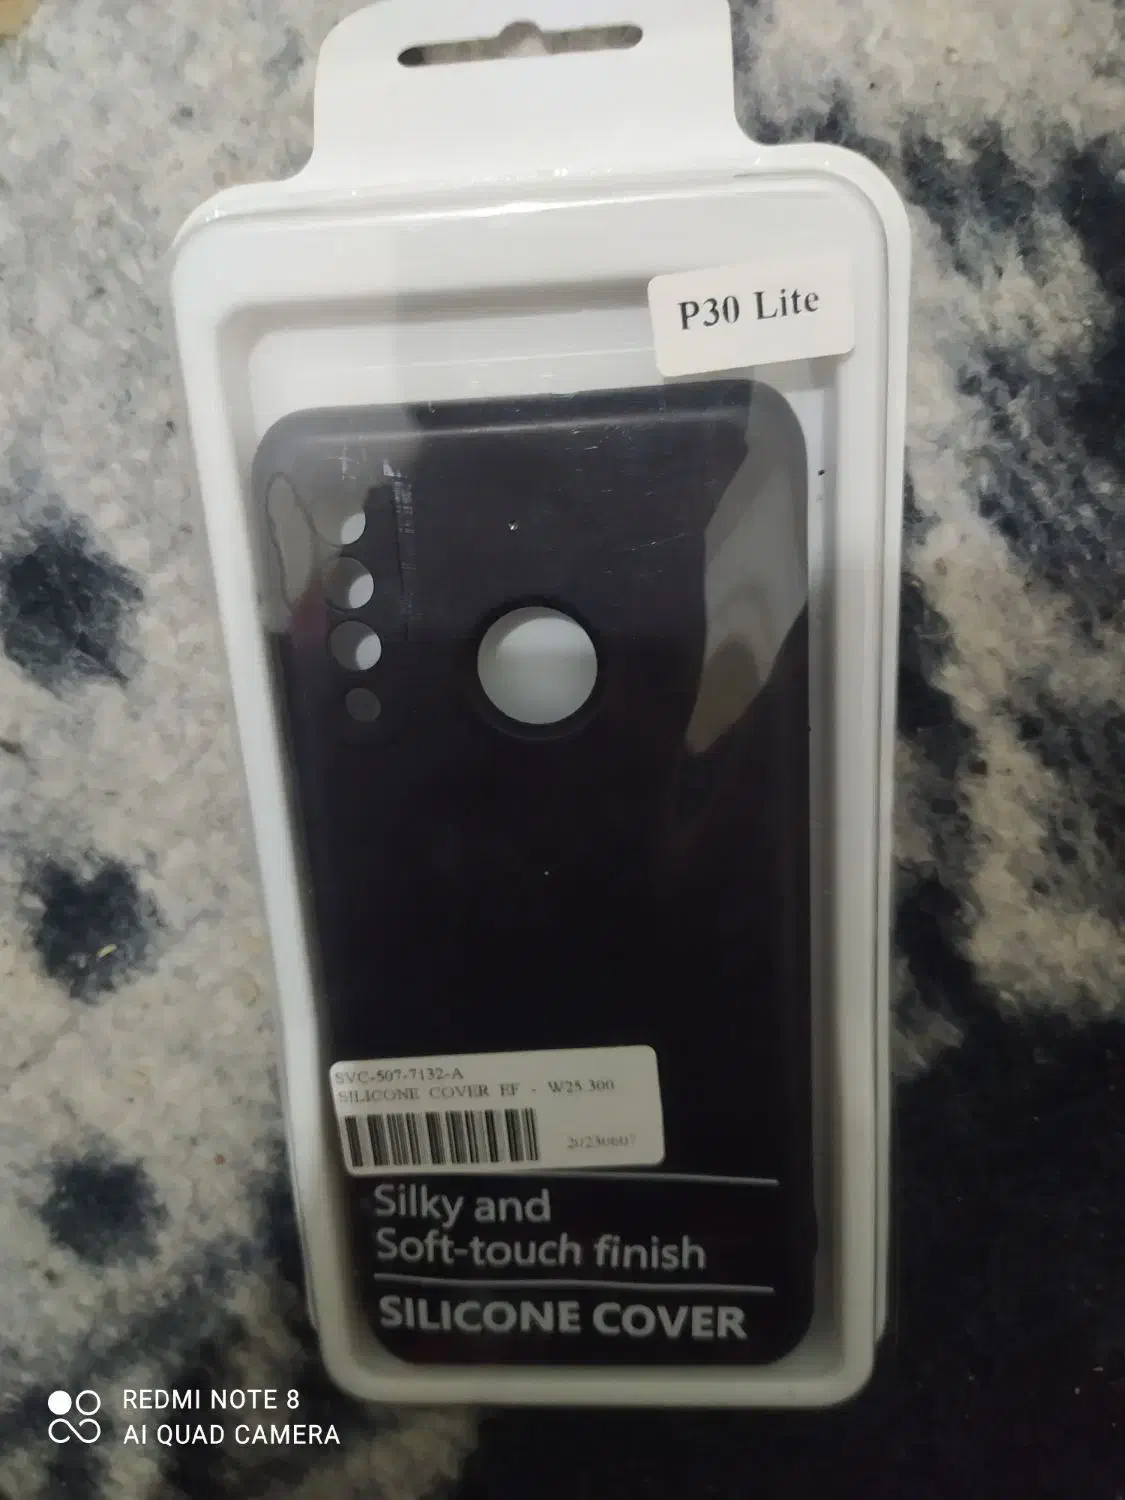 P30 Lite
SVC-507-7132-A
SILICONE COVER EF - W25 300
20230607
Silky and
Soft-touch finish
SILICONE COVER
REDMI NOTE 8
AI QUAD CAMERA